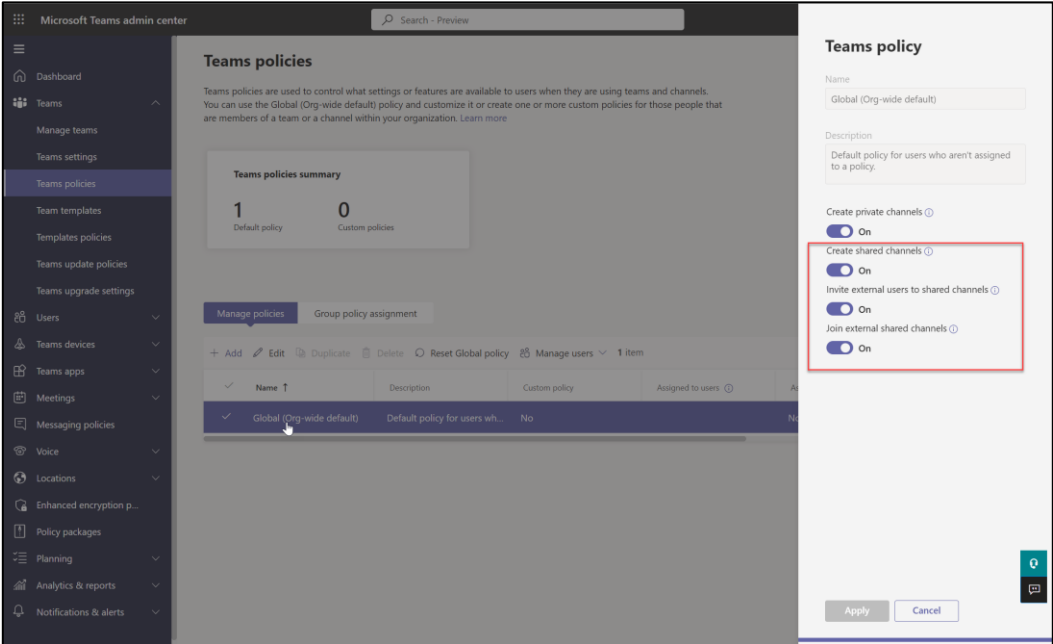 Microsoft Teams admin center
Search - Preview
Dashboard
Teams
Manage teams
Teams settings
Teams policies
Team templates
Templates policies
Teams update policies
Teams upgrade settings
Users
Teams devices
Teams apps
Meetings
Messaging policies
Voice
Locations
Enhanced encryption p...
Policy packages
Planning
Analytics & reports
Notifications & alerts
Teams policies
Teams policies are used to control what settings or features are available to users when they are using teams and channels.
You can use the Global (Org-wide default) policy and customize it or create one or more custom policies for those people that
are members of a team or a channel within your organization. Learn more
Teams policies summary
1 0
Default policy Custom policies
Manage policies Group policy assignment
+ Add Edit Duplicate Delete Reset Global policy Manage users 1 item
Name ↑ Description Custom policy Assigned to users As
Global (Org-wide default) Default policy for users wh... No No
Teams policy
Name
Global (Org-wide default)
Description
Default policy for users who aren't assigned
to a policy.
Create private channels
On
Create shared channels
On
Invite external users to shared channels
On
Join external shared channels
On
Apply Cancel